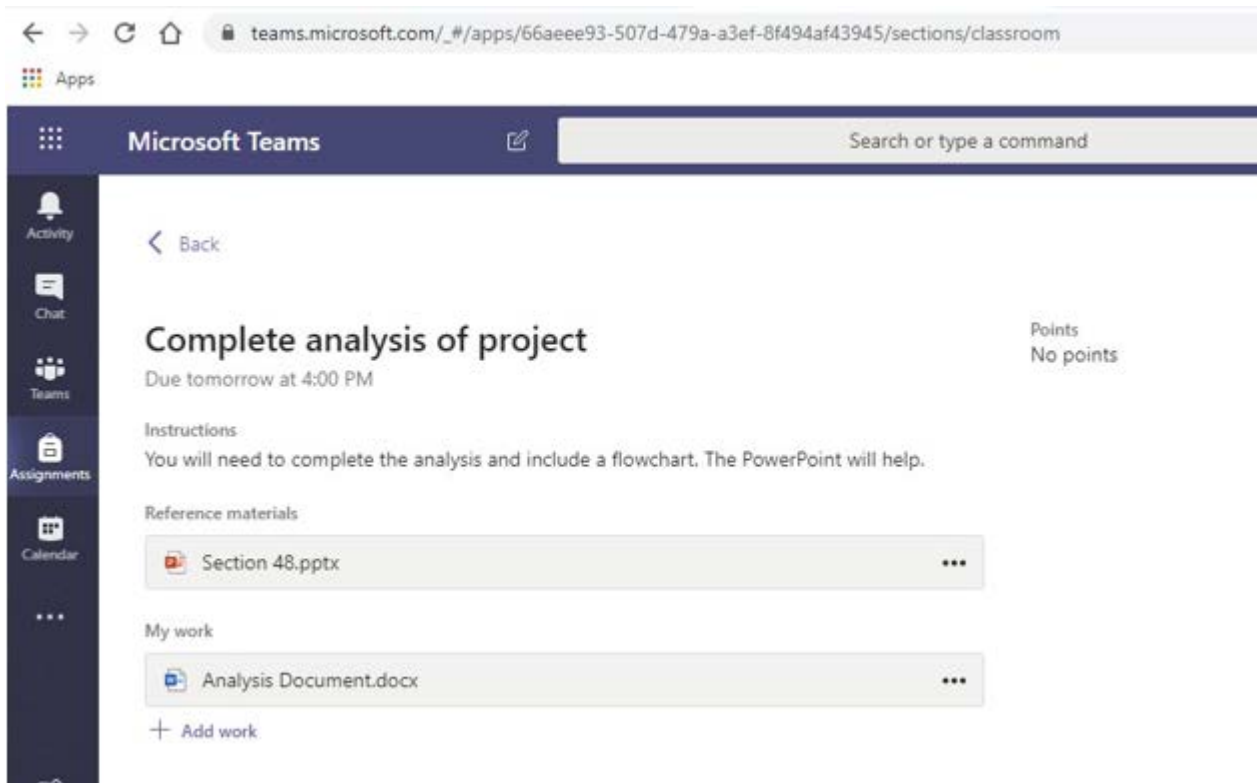 teams.microsoft.com/_#/apps/66aeee93-507d-479a-a3ef-8f494af43945/sections/classroom
Apps
Microsoft Teams
Search or type a command
Activity
Chat
Teams
Assignments
Calendar
Back
Complete analysis of project
Due tomorrow at 4:00 PM
Points
No points
Instructions
You will need to complete the analysis and include a flowchart. The PowerPoint will help.
Reference materials
Section 48.pptx
My work
Analysis Document.docx
Add work